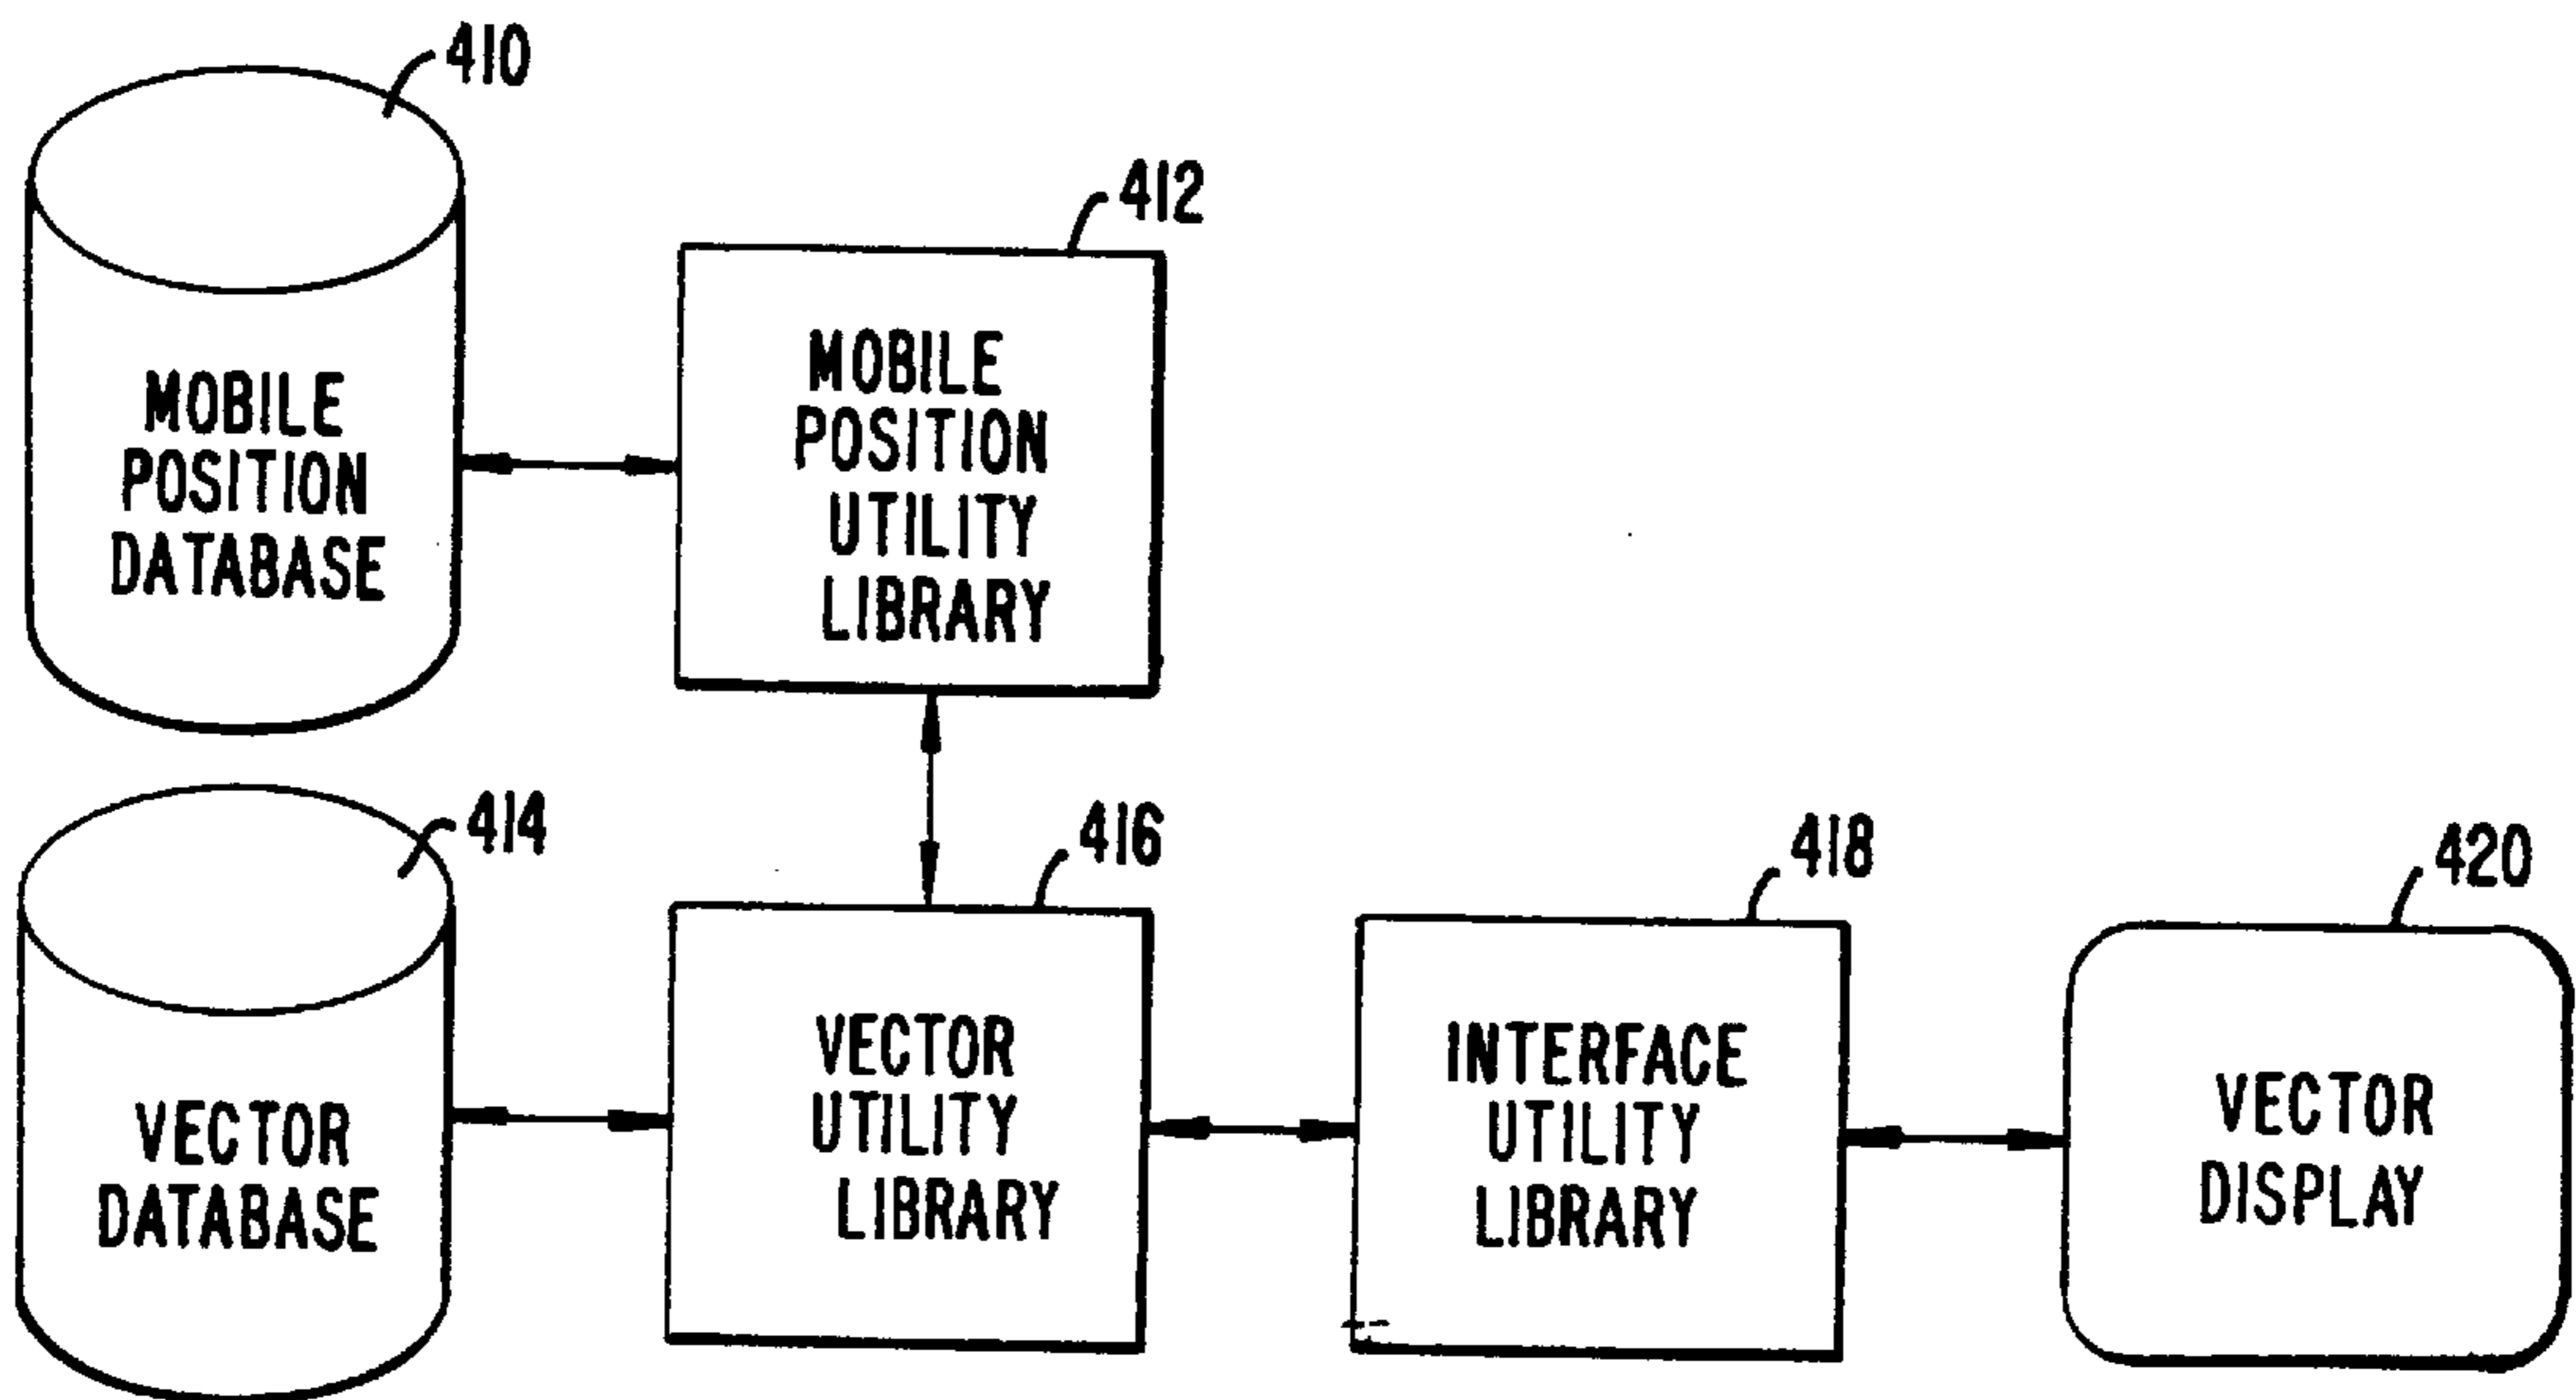 410
MOBILE
POSITION
DATABASE
412
MOBILE
POSITION
UTILITY
LIBRARY
414
VECTOR
DATABASE
416
VECTOR
UTILITY
LIBRARY
418
INTERFACE
UTILITY
LIBRARY
420
VECTOR
DISPLAY